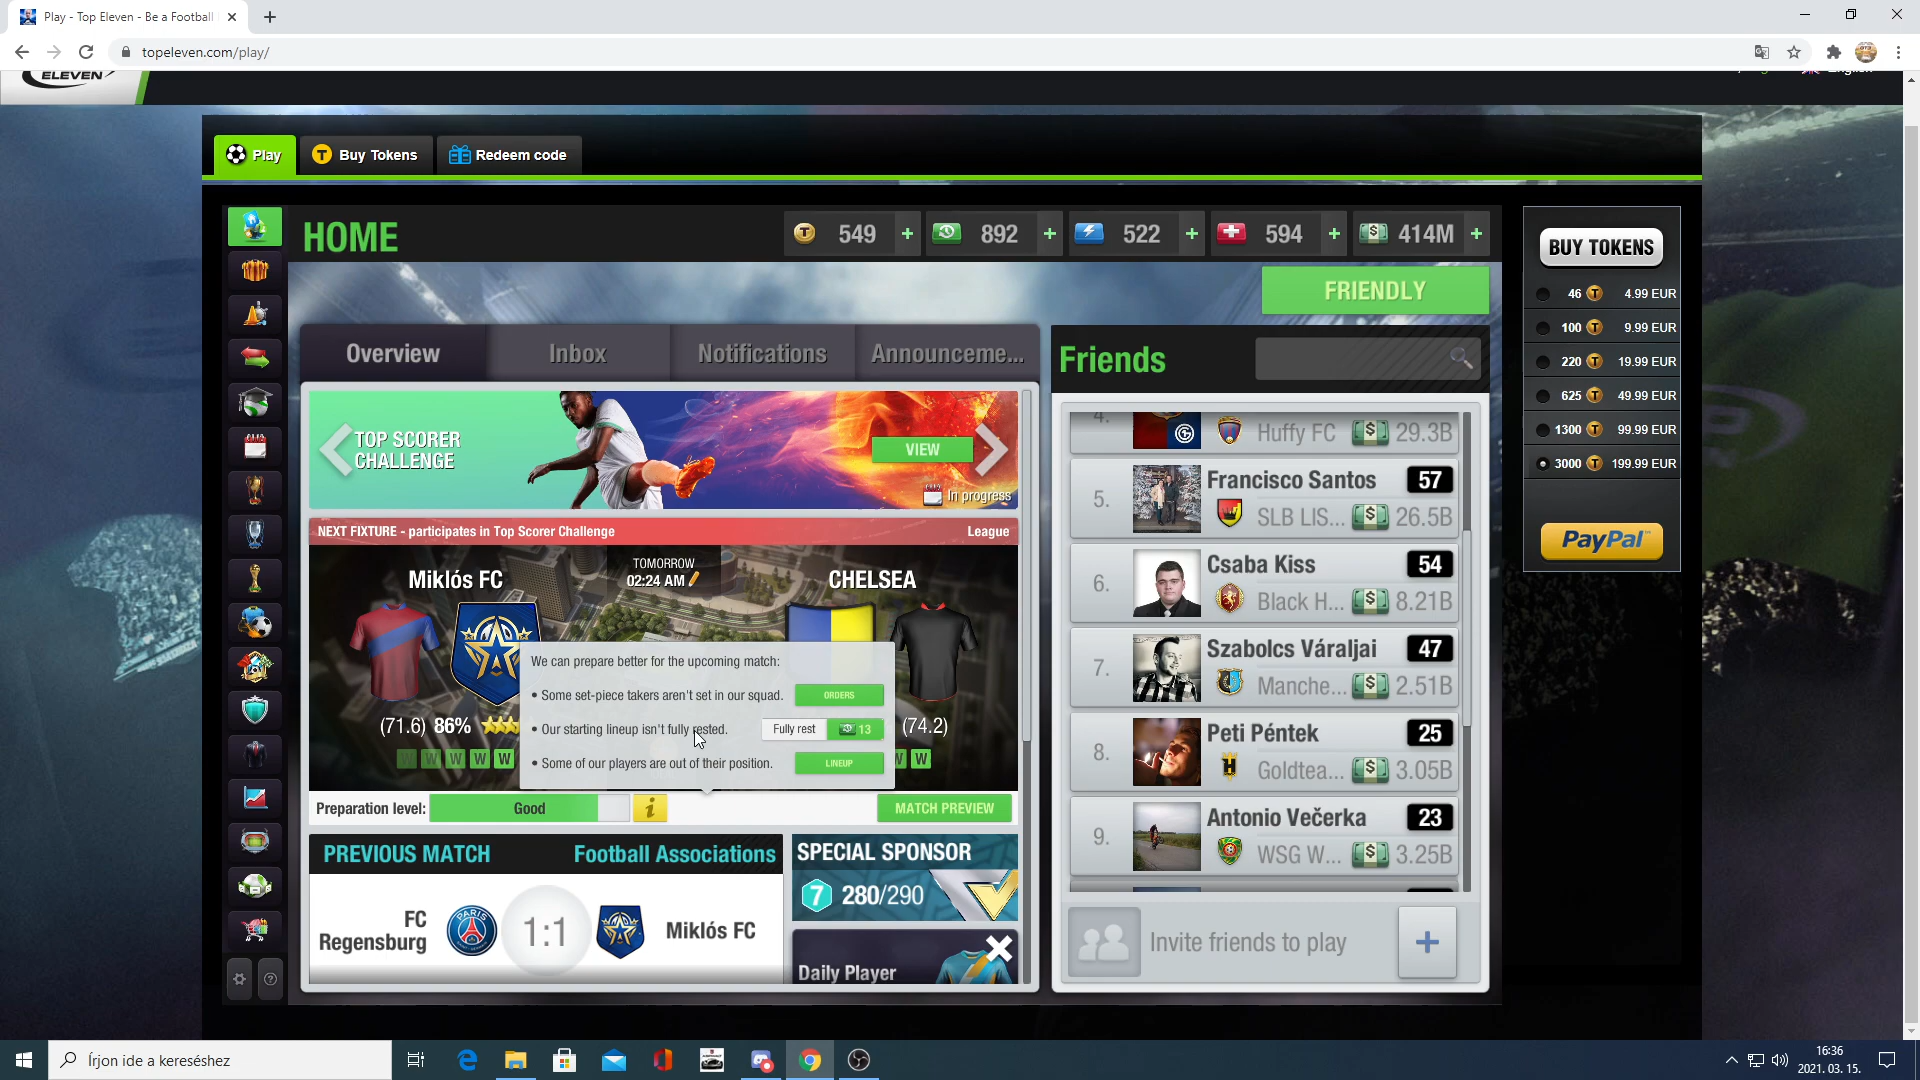 Play - Top Eleven - Be a Football
topeleven.com/play/
ELEVEN
English
Play
Buy Tokens
Redeem code
HOME
549
892
522
594
414M
FRIENDLY
Overview
Inbox
Notifications
Announceme...
TOP SCORER
CHALLENGE
VIEW
In progress
NEXT FIXTURE - participates in Top Scorer Challenge
League
Miklós FC
TOMORROW
02:24 AM
CHELSEA
We can prepare better for the upcoming match:
• Some set-piece takers aren't set in our squad.
ORDERS
• Our starting lineup isn't fully rested.
Fully rest
13
• Some of our players are out of their position.
LINEUP
(71.6) 86%
(74.2)
W W W W
W
Preparation level:
Good
i
MATCH PREVIEW
PREVIOUS MATCH
Football Associations
FC
Regensburg
PARIS
1:1
Miklós FC
SPECIAL SPONSOR
7
280/290
Daily Player
Friends
4.
Huffy FC
29.3B
5.
Francisco Santos
57
SLB LIS...
26.5B
6.
Csaba Kiss
54
Black H...
8.21B
7.
Szabolcs Váraljai
47
Manche...
2.51B
8.
Peti Péntek
25
Goldtea...
3.05B
9.
Antonio Večerka
23
WSG W...
3.25B
Invite friends to play
BUY TOKENS
46 T 4.99 EUR
100 T 9.99 EUR
220 T 19.99 EUR
625 T 49.99 EUR
1300 T 99.99 EUR
3000 T 199.99 EUR
PayPal
Írjon ide a kereséshez
16:36
2021. 03. 15.